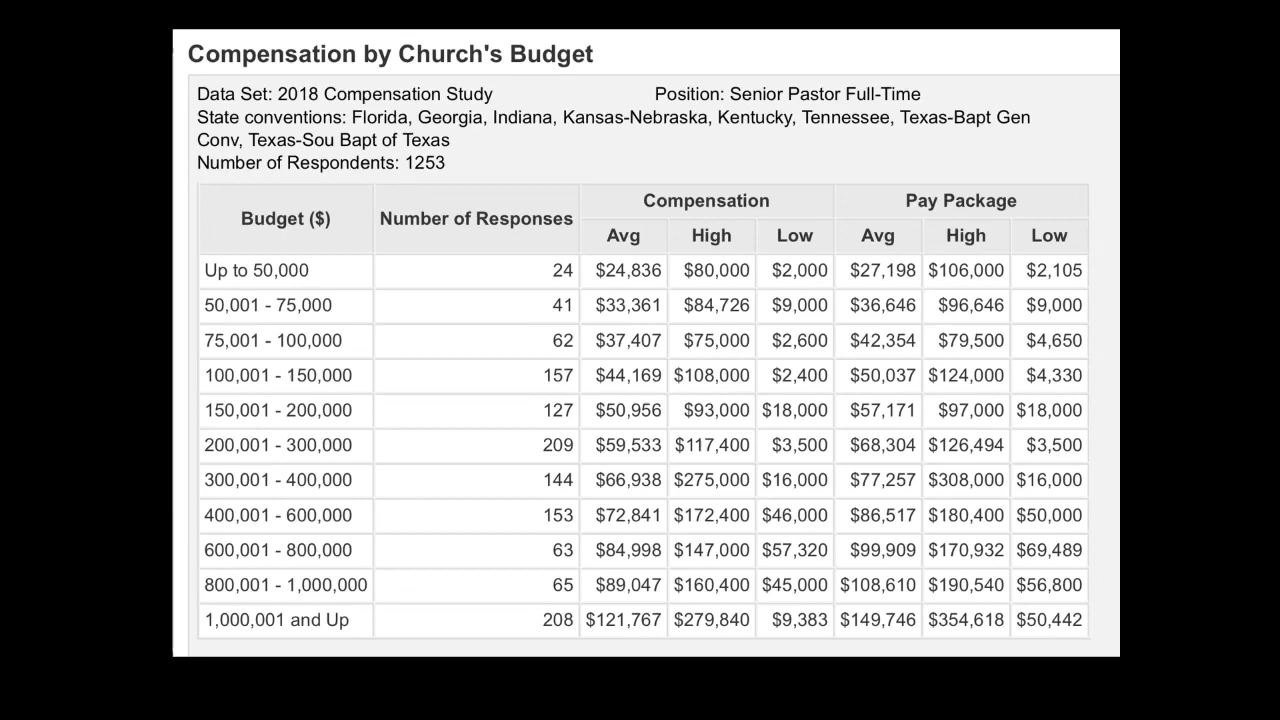 Compensation by Church's Budget
Data Set: 2018 Compensation Study Position: Senior Pastor Full-Time
State conventions: Florida, Georgia, Indiana, Kansas-Nebraska, Kentucky, Tennessee, Texas-Bapt Gen
Conv, Texas-Sou Bapt of Texas
Number of Respondents: 1253
Budget ($) Number of Responses Compensation Pay Package
Avg High Low Avg High Low
Up to 50,000 24 $24,836 $80,000 $2,000 $27,198 $106,000 $2,105
50,001 - 75,000 41 $33,361 $84,726 $9,000 $36,646 $96,646 $9,000
75,001 - 100,000 62 $37,407 $75,000 $2,600 $42,354 $79,500 $4,650
100,001 - 150,000 157 $44,169 $108,000 $2,400 $50,037 $124,000 $4,330
150,001 - 200,000 127 $50,956 $93,000 $18,000 $57,171 $97,000 $18,000
200,001 - 300,000 209 $59,533 $117,400 $3,500 $68,304 $126,494 $3,500
300,001 - 400,000 144 $66,938 $275,000 $16,000 $77,257 $308,000 $16,000
400,001 - 600,000 153 $72,841 $172,400 $46,000 $86,517 $180,400 $50,000
600,001 - 800,000 63 $84,998 $147,000 $57,320 $99,909 $170,932 $69,489
800,001 - 1,000,000 65 $89,047 $160,400 $45,000 $108,610 $190,540 $56,800
1,000,001 and Up 208 $121,767 $279,840 $9,383 $149,746 $354,618 $50,442